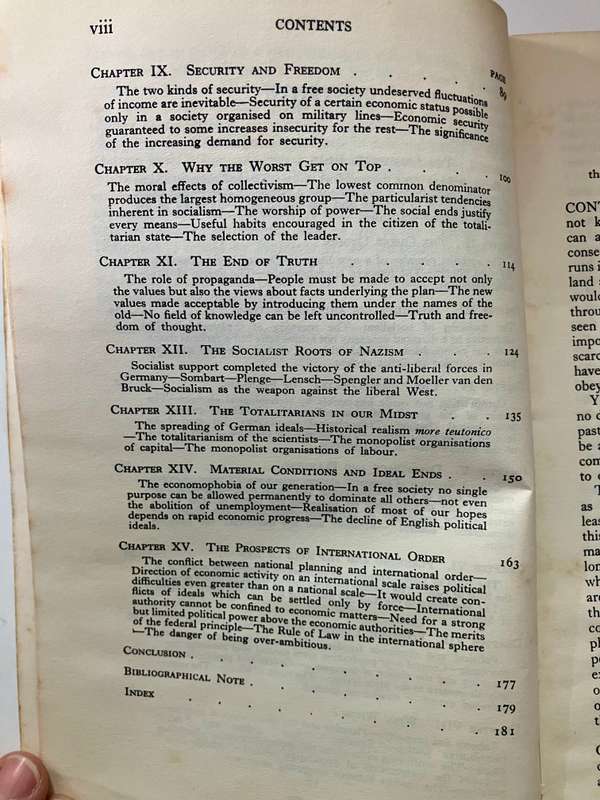 viii CONTENTS
PAGE
CHAPTER IX. SECURITY AND FREEDOM . . . . . 89
The two kinds of security—In a free society undeserved fluctuations
of income are inevitable—Security of a certain economic status possible
only in a society organised on military lines—Economic security
guaranteed to some increases insecurity for the rest—The significance
of the increasing demand for security.
CHAPTER X. WHY THE WORST GET ON TOP . . . . 100
The moral effects of collectivism—The lowest common denominator
produces the largest homogeneous group—The particularist tendencies
inherent in socialism—The worship of power—The social ends justify
every means—Useful habits encouraged in the citizen of the totali-
tarian state—The selection of the leader.
CHAPTER XI. THE END OF TRUTH . . . . 114
The role of propaganda—People must be made to accept not only
the values but also the views about facts underlying the plan—The new
values made acceptable by introducing them under the names of the
old—No field of knowledge can be left uncontrolled—Truth and free-
dom of thought.
CHAPTER XII. THE SOCIALIST ROOTS OF NAZISM . . . 124
Socialist support completed the victory of the anti-liberal forces in
Germany—Sombart—Plenge—Lensch—Spengler and Moeller van den
Bruck—Socialism as the weapon against the liberal West.
CHAPTER XIII. THE TOTALITARIANS IN OUR MIDST . . 135
The spreading of German ideals—Historical realism more teutonico
—The totalitarianism of the scientists—The monopolist organisations
of capital—The monopolist organisations of labour.
CHAPTER XIV. MATERIAL CONDITIONS AND IDEAL ENDS . . 150
The economophobia of our generation—In a free society no single
purpose can be allowed permanently to dominate all others—not even
the abolition of unemployment—Realisation of most of our hopes
depends on rapid economic progress—The decline of English political
ideals.
CHAPTER XV. THE PROSPECTS OF INTERNATIONAL ORDER . 163
The conflict between national planning and international order—
Direction of economic activity on an international scale raises political
difficulties even greater than on a national scale—It would create con-
flicts of ideals which can be settled only by force—International
authority cannot be confined to economic matters—Need for a strong
but limited political power above the economic authorities—The merits
of the federal principle—The Rule of Law in the international sphere
—The danger of being over-ambitious.
CONCLUSION . . . . . . . 177
BIBLIOGRAPHICAL NOTE . . . . . . 179
INDEX . . . . . . . 181